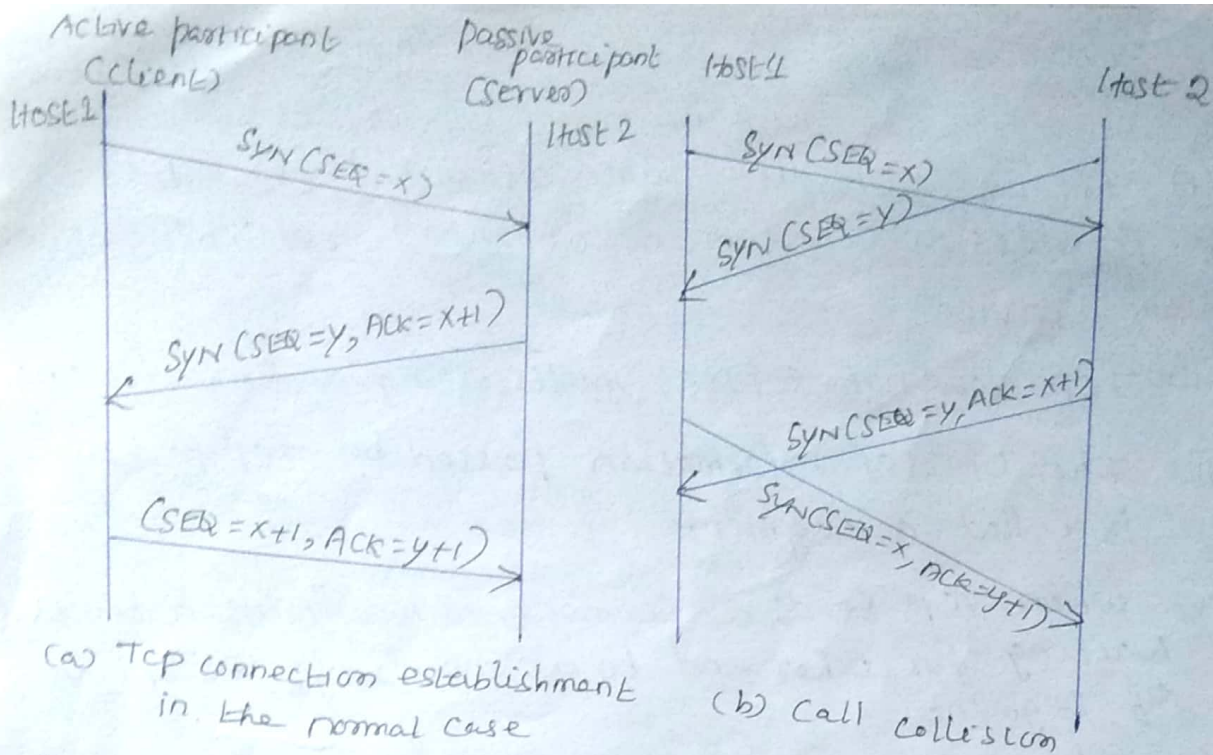 Active participant
(Client)
Host 1
SYN (SEQ = x)
SYN (SEQ = y, ACK = x+1)
(SEQ = x+1, ACK = y+1)
(a) Tcp connection establishment
in the normal case
passive
participant
(Server)
Host 2
Host 1
Host 2
SYN (SEQ = x)
SYN (SEQ = y)
SYN (SEQ = y, ACK = x+1)
SYN (SEQ = x, ACK = y+1)
(b) Call collision